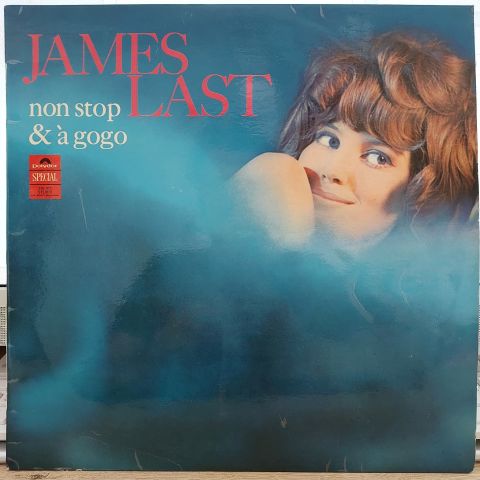 JAMES
LAST
non stop
& à gogo
Polydor
SPECIAL